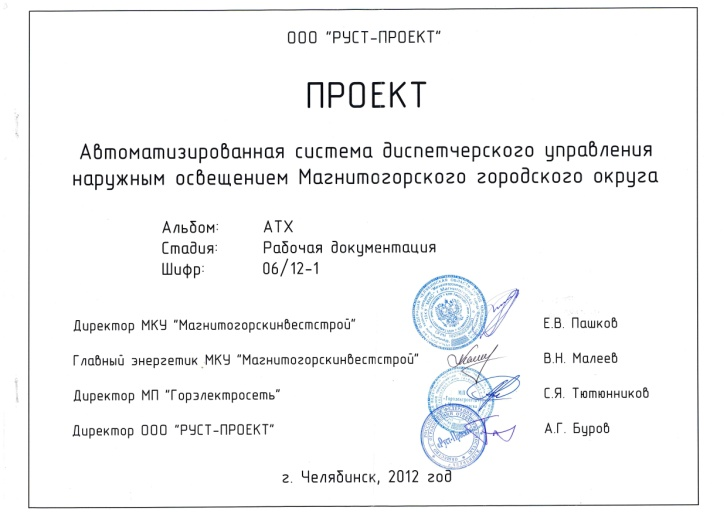 ООО "РУСТ-ПРОЕКТ"
ПРОЕКТ
Автоматизированная система диспетчерского управления
наружным освещением Магнитогорского городского округа
Альбом: АТХ
Стадия: Рабочая документация
Шифр: 06/12-1
Директор МКУ "Магнитогорскинвестстрой" Е.В. Пашков
Главный энергетик МКУ "Магнитогорскинвестстрой" В.Н. Малеев
Директор МП "Горэлектросеть" С.Я. Тютюнников
Директор ООО "РУСТ-ПРОЕКТ" А.Г. Буров
г. Челябинск, 2012 год